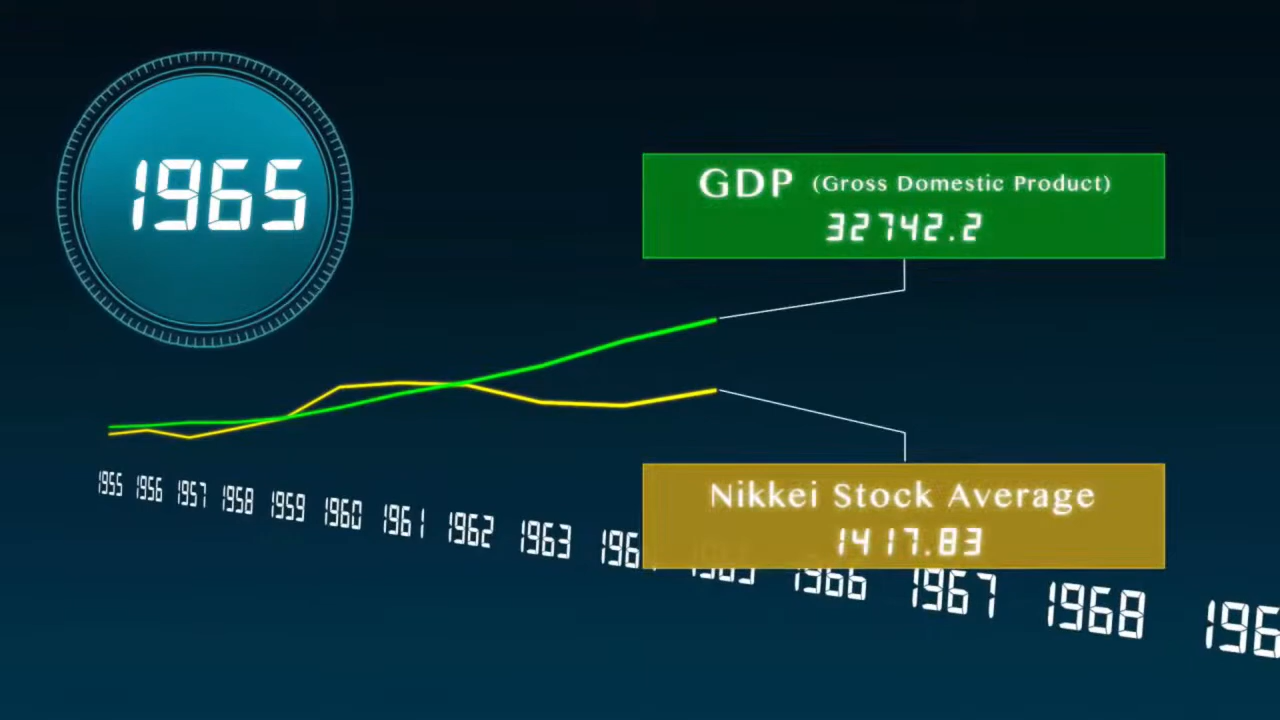 1965
GDP (Gross Domestic Product)
32742.2
Nikkei Stock Average
1417.83
1955 1956 1957 1958 1959 1960 1961 1962 1963 1966 1967 1968